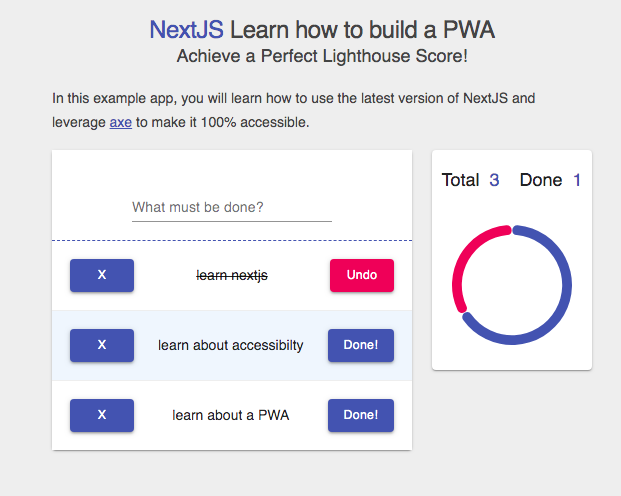 NextJS Learn how to build a PWA
Achieve a Perfect Lighthouse Score!
In this example app, you will learn how to use the latest version of NextJS and
leverage axe to make it 100% accessible.
What must be done?
X learn nextjs Undo
X learn about accessibilty Done!
X learn about a PWA Done!
Total 3 Done 1